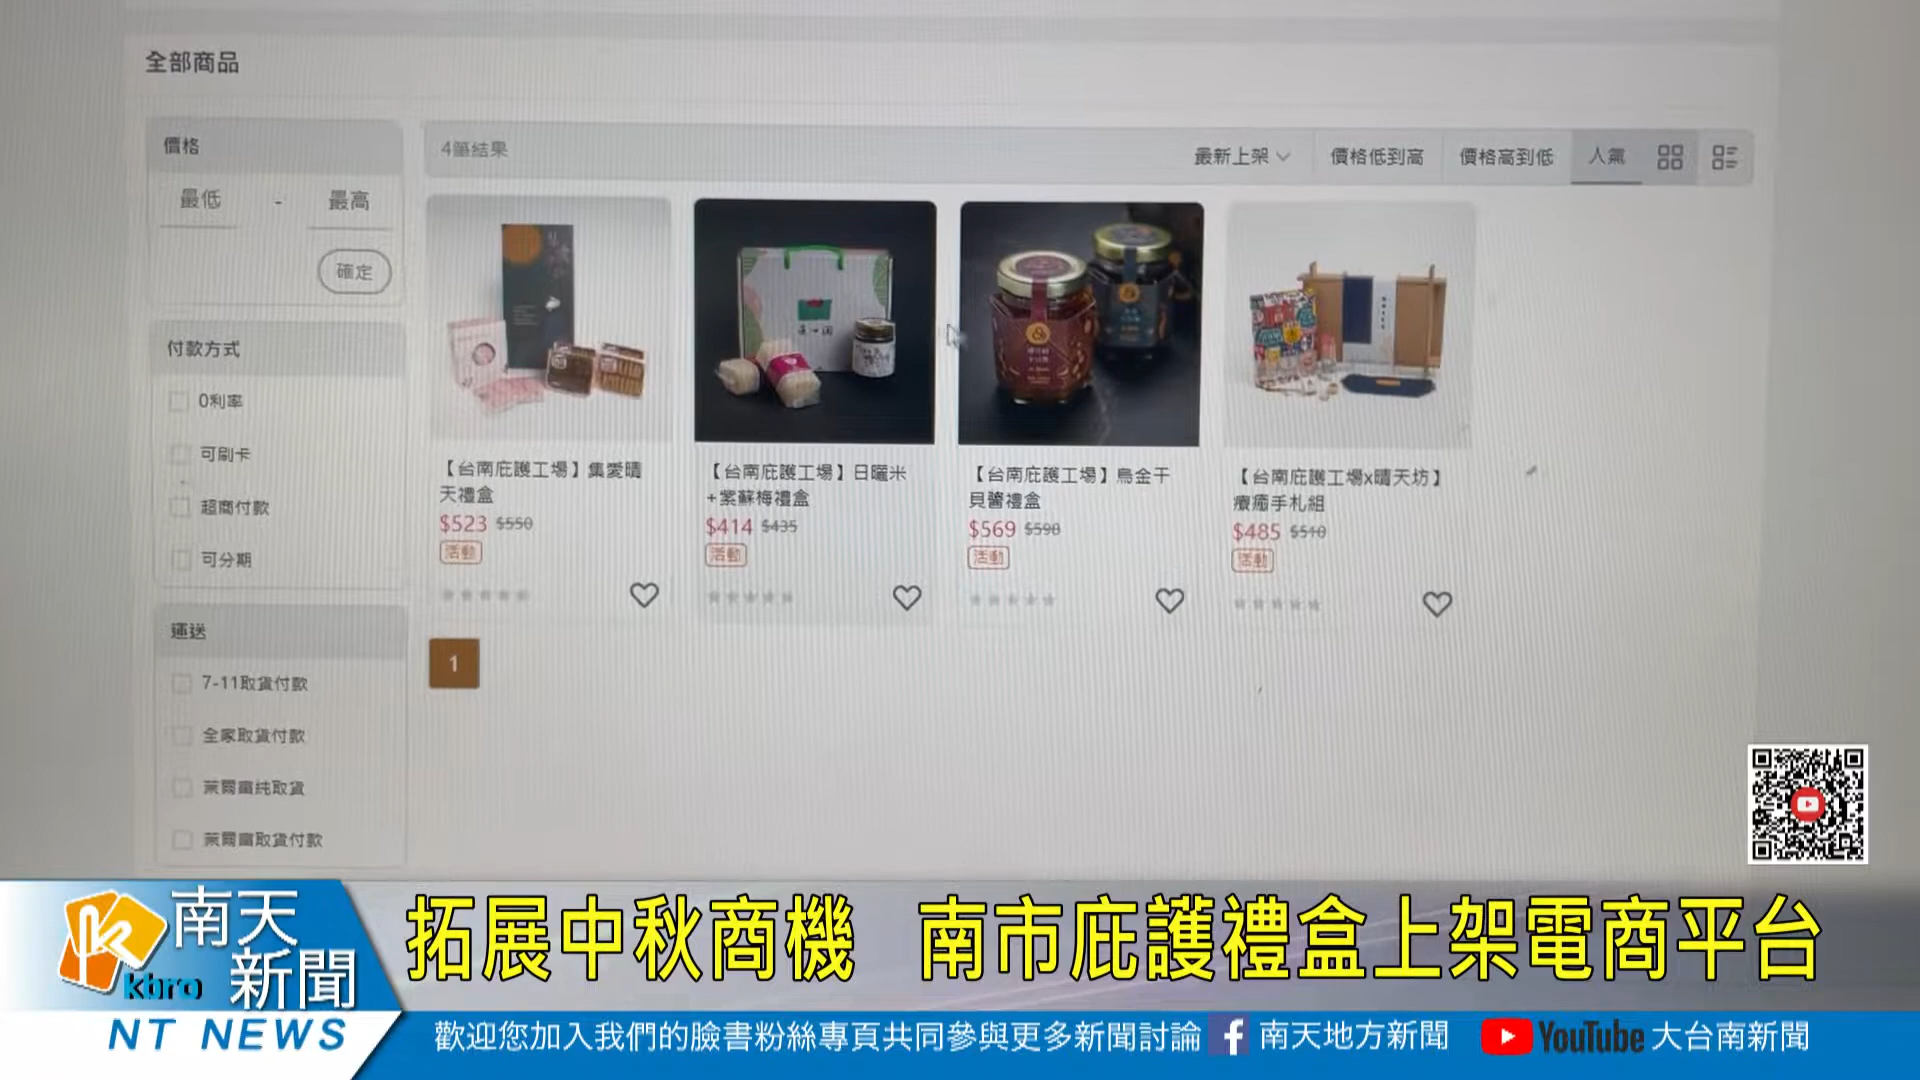 全部商品
價格
最低 - 最高
確定
付款方式
0利率
可刷卡
超商付款
可分期
運送
7-11取貨付款
全家取貨付款
萊爾富純取貨
萊爾富取貨付款
4筆結果
最新上架
價格低到高
價格高到低
人氣
【台南庇護工場】集愛晴
天禮盒
$523 $550
活動
【台南庇護工場】日曬米
+紫蘇梅禮盒
$414 $435
活動
【台南庇護工場】烏金干
貝醬禮盒
$569 $598
活動
【台南庇護工場x晴天坊】
療癒手札組
$485 $510
活動
1
南天
新聞
kbro
NT NEWS
拓展中秋商機 南市庇護禮盒上架電商平台
歡迎您加入我們的臉書粉絲專頁共同參與更多新聞討論 f 南天地方新聞 YouTube 大台南新聞